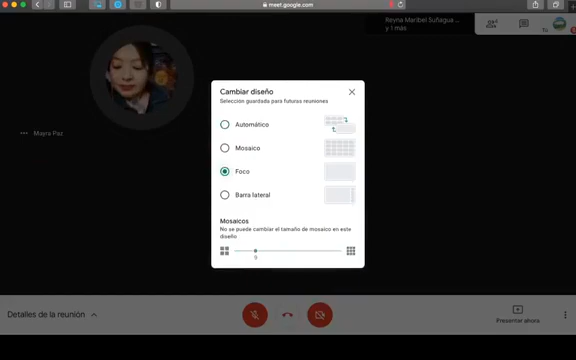 meet.google.com
Reyna Maribel Suñagua ...
y 1 más
Tú
Mayra Paz
Cambiar diseño
Selección guardada para futuras reuniones
Automático
Mosaico
Foco
Barra lateral
Mosaicos
No se puede cambiar el tamaño de mosaico en este
diseño
9
Detalles de la reunión
Presentar ahora